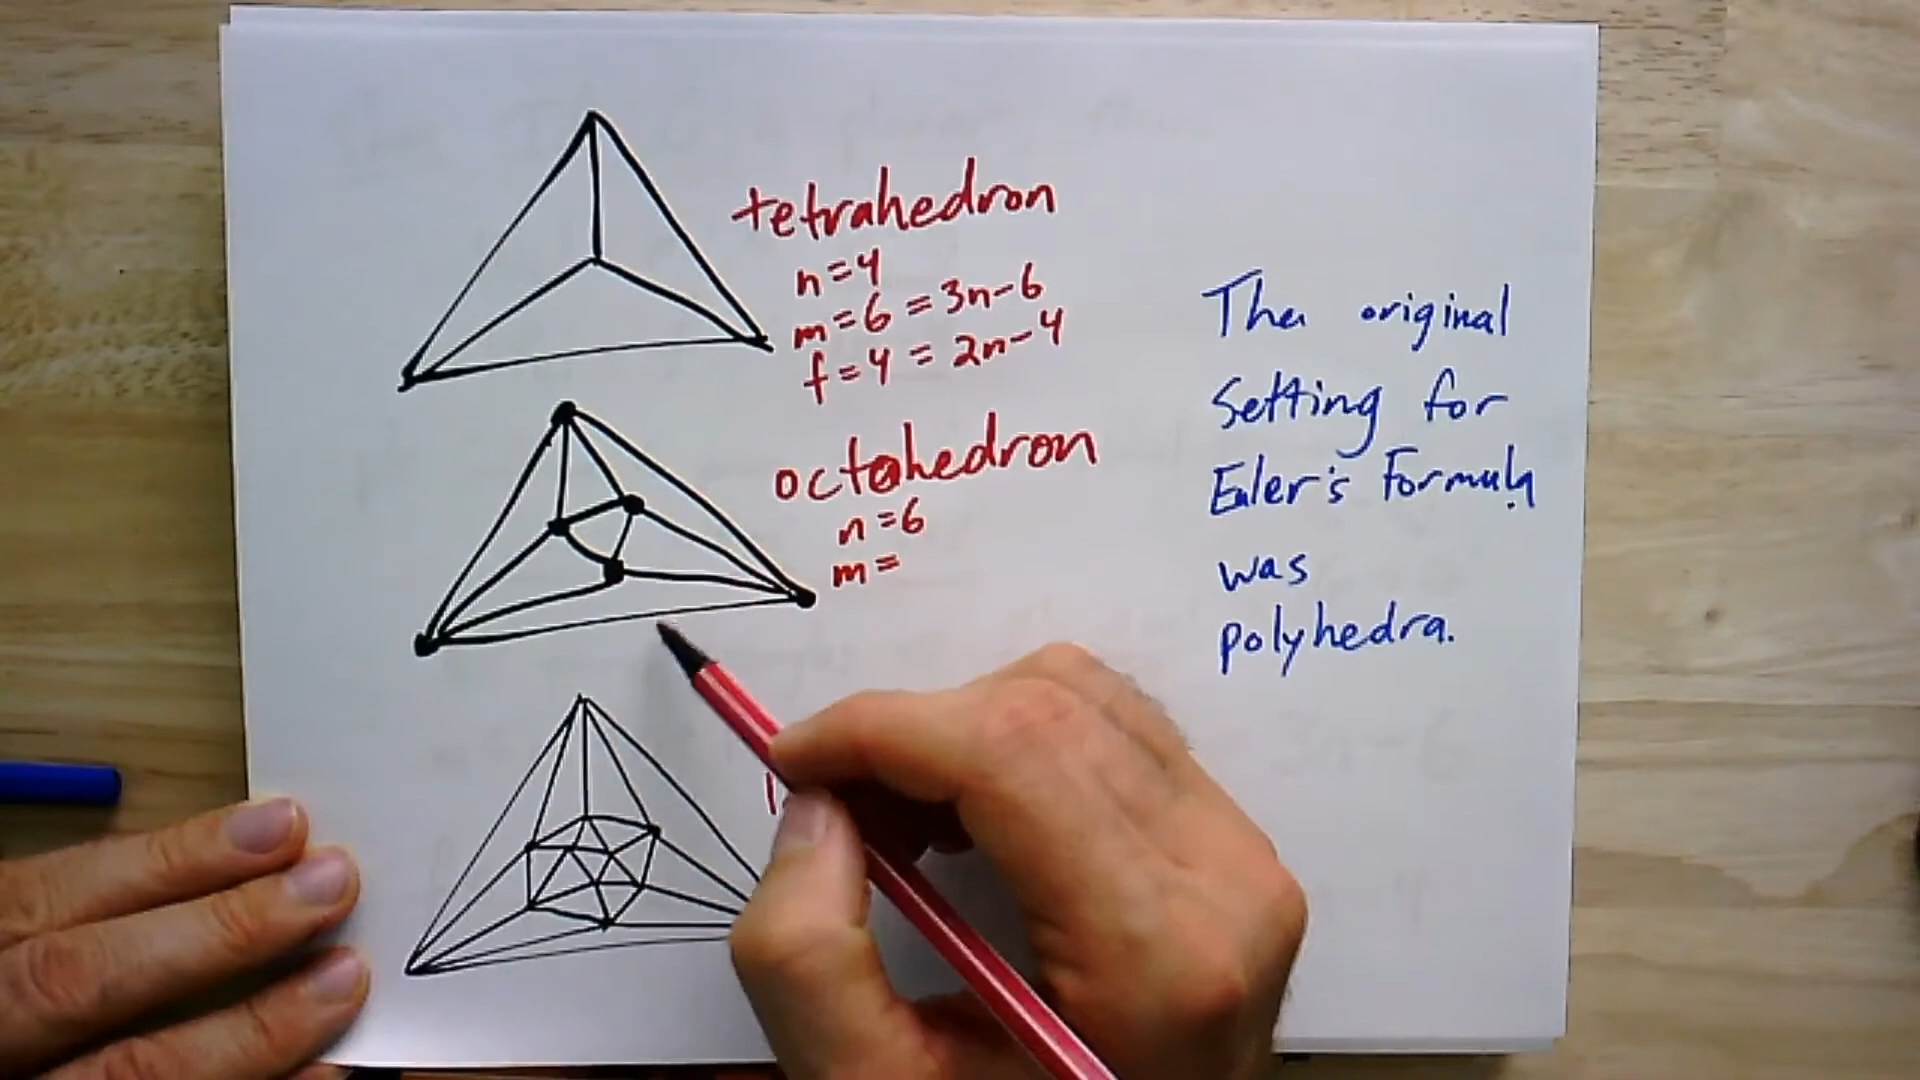 tetrahedron
n=4
m=6=3n-6
f=4=2n-4
octahedron
n=6
m=
The original
Setting for
Euler's Formula
was
polyhedra.